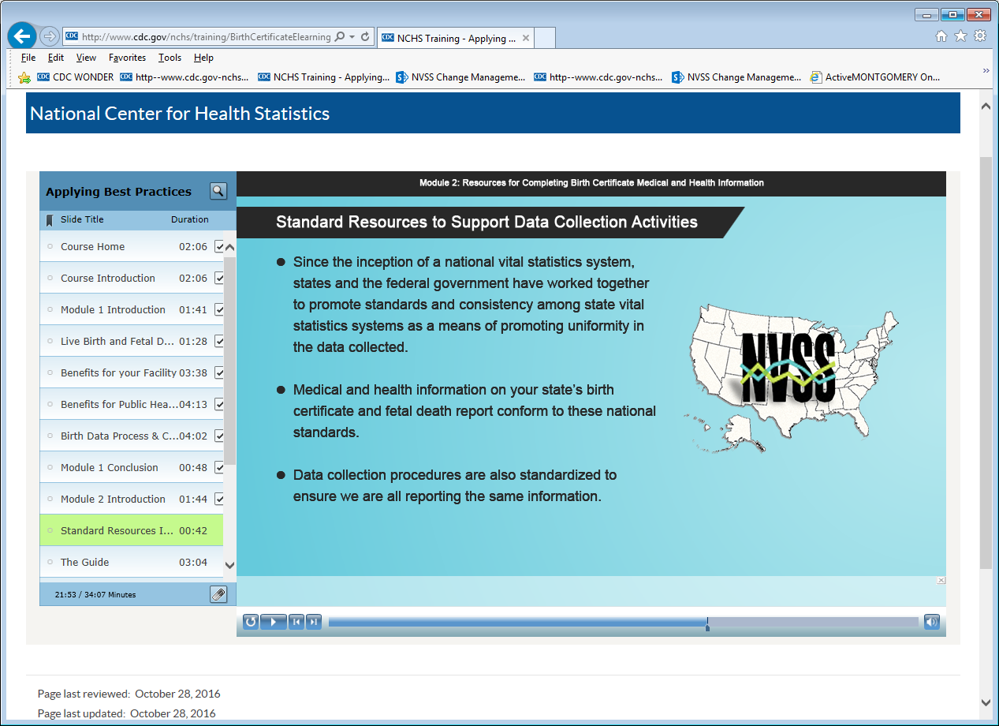 http://www.cdc.gov/nchs/training/BirthCertificateElearning
CDC NCHS Training - Applying ...
File Edit View Favorites Tools Help
CDC CDC WONDER CDC http--www.cdc.gov-nchs... CDC NCHS Training - Applying... S NVSS Change Manageme... CDC http--www.cdc.gov-nchs... S NVSS Change Manageme... ActiveMONTGOMERY On...
National Center for Health Statistics
Applying Best Practices
Slide Title Duration
Course Home 02:06
Course Introduction 02:06
Module 1 Introduction 01:41
Live Birth and Fetal D... 01:28
Benefits for your Facility 03:38
Benefits for Public Hea... 04:13
Birth Data Process & C... 04:02
Module 1 Conclusion 00:48
Module 2 Introduction 01:44
Standard Resources I... 00:42
The Guide 03:04
21:53 / 34:07 Minutes
Module 2: Resources for Completing Birth Certificate Medical and Health Information
Standard Resources to Support Data Collection Activities
● Since the inception of a national vital statistics system,
states and the federal government have worked together
to promote standards and consistency among state vital
statistics systems as a means of promoting uniformity in
the data collected.
● Medical and health information on your state's birth
certificate and fetal death report conform to these national
standards.
● Data collection procedures are also standardized to
ensure we are all reporting the same information.
NVSS
Page last reviewed: October 28, 2016
Page last updated: October 28, 2016